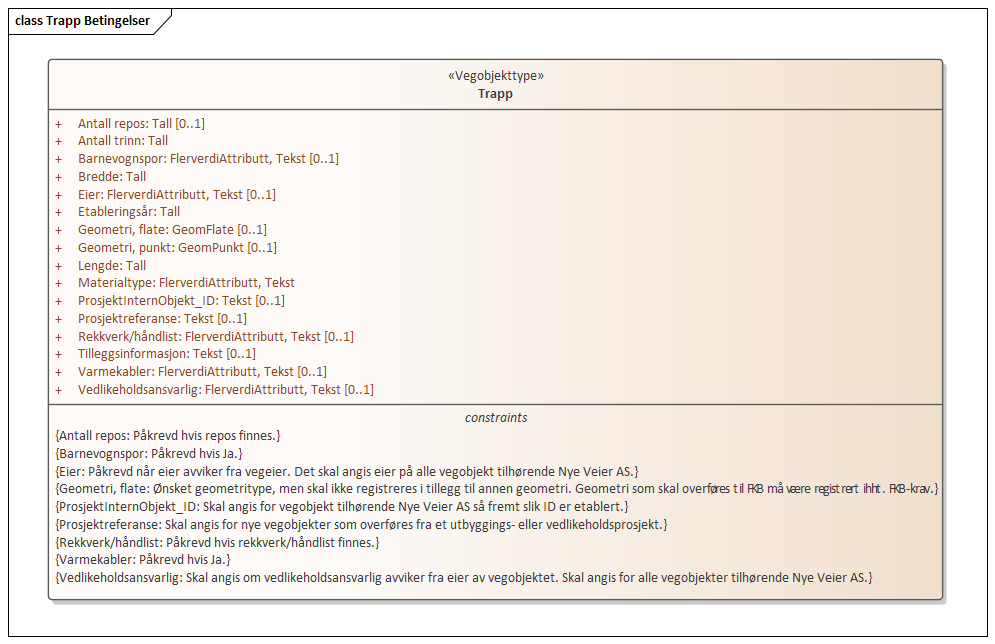 class Trapp Betingelser
«Vegobjekttype»
Trapp
+ Antall repos: Tall [0..1]
+ Antall trinn: Tall
+ Barnevognspor: FlerverdiAttributt, Tekst [0..1]
+ Bredde: Tall
+ Eier: FlerverdiAttributt, Tekst [0..1]
+ Etableringsår: Tall
+ Geometri, flate: GeomFlate [0..1]
+ Geometri, punkt: GeomPunkt [0..1]
+ Lengde: Tall
+ Materialtype: FlerverdiAttributt, Tekst
+ ProsjektInternObjekt_ID: Tekst [0..1]
+ Prosjektreferanse: Tekst [0..1]
+ Rekkverk/håndlist: FlerverdiAttributt, Tekst [0..1]
+ Tilleggsinformasjon: Tekst [0..1]
+ Varmekabler: FlerverdiAttributt, Tekst [0..1]
+ Vedlikeholdsansvarlig: FlerverdiAttributt, Tekst [0..1]
constraints
{Antall repos: Påkrevd hvis repos finnes.}
{Barnevognspor: Påkrevd hvis Ja.}
{Eier: Påkrevd når eier avviker fra vegeier. Det skal angis eier på alle vegobjekt tilhørende Nye Veier AS.}
{Geometri, flate: Ønsket geometritype, men skal ikke registreres i tillegg til annen geometri. Geometri som skal overføres til FKB må være registrert ihht. FKB-krav.}
{ProsjektInternObjekt_ID: Skal angis for vegobjekt tilhørende Nye Veier AS så fremt slik ID er etablert.}
{Prosjektreferanse: Skal angis for nye vegobjekter som overføres fra et utbyggings- eller vedlikeholdsprosjekt.}
{Rekkverk/håndlist: Påkrevd hvis rekkverk/håndlist finnes.}
{Varmekabler: Påkrevd hvis Ja.}
{Vedlikeholdsansvarlig: Skal angis om vedlikeholdsansvarlig avviker fra eier av vegobjektet. Skal angis for alle vegobjekter tilhørende Nye Veier AS.}